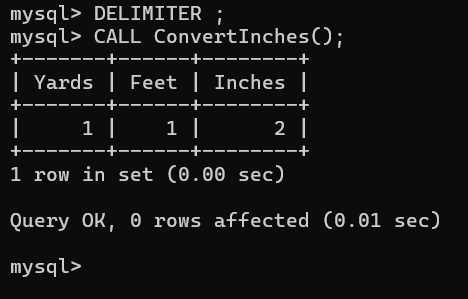 mysql> DELIMITER ;
mysql> CALL ConvertInches();
+-------+------+--------+
| Yards | Feet | Inches |
+-------+------+--------+
|     1 |    1 |      2 |
+-------+------+--------+
1 row in set (0.00 sec)

Query OK, 0 rows affected (0.01 sec)

mysql>